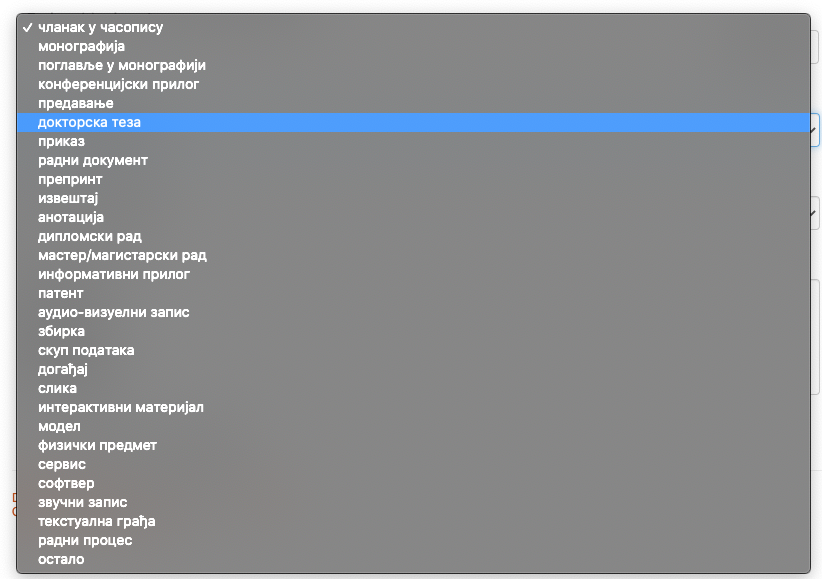 ✓ чланак у часопису
монографија
поглавље у монографији
конференцијски прилог
предавање
докторска теза
приказ
радни документ
препринт
извештај
анотација
дипломски рад
мастер/магистарски рад
информативни прилог
патент
аудио-визуелни запис
збирка
скуп података
догађај
слика
интерактивни материјал
модел
физички предмет
сервис
софтвер
звучни запис
текстуална грађа
радни процес
остало